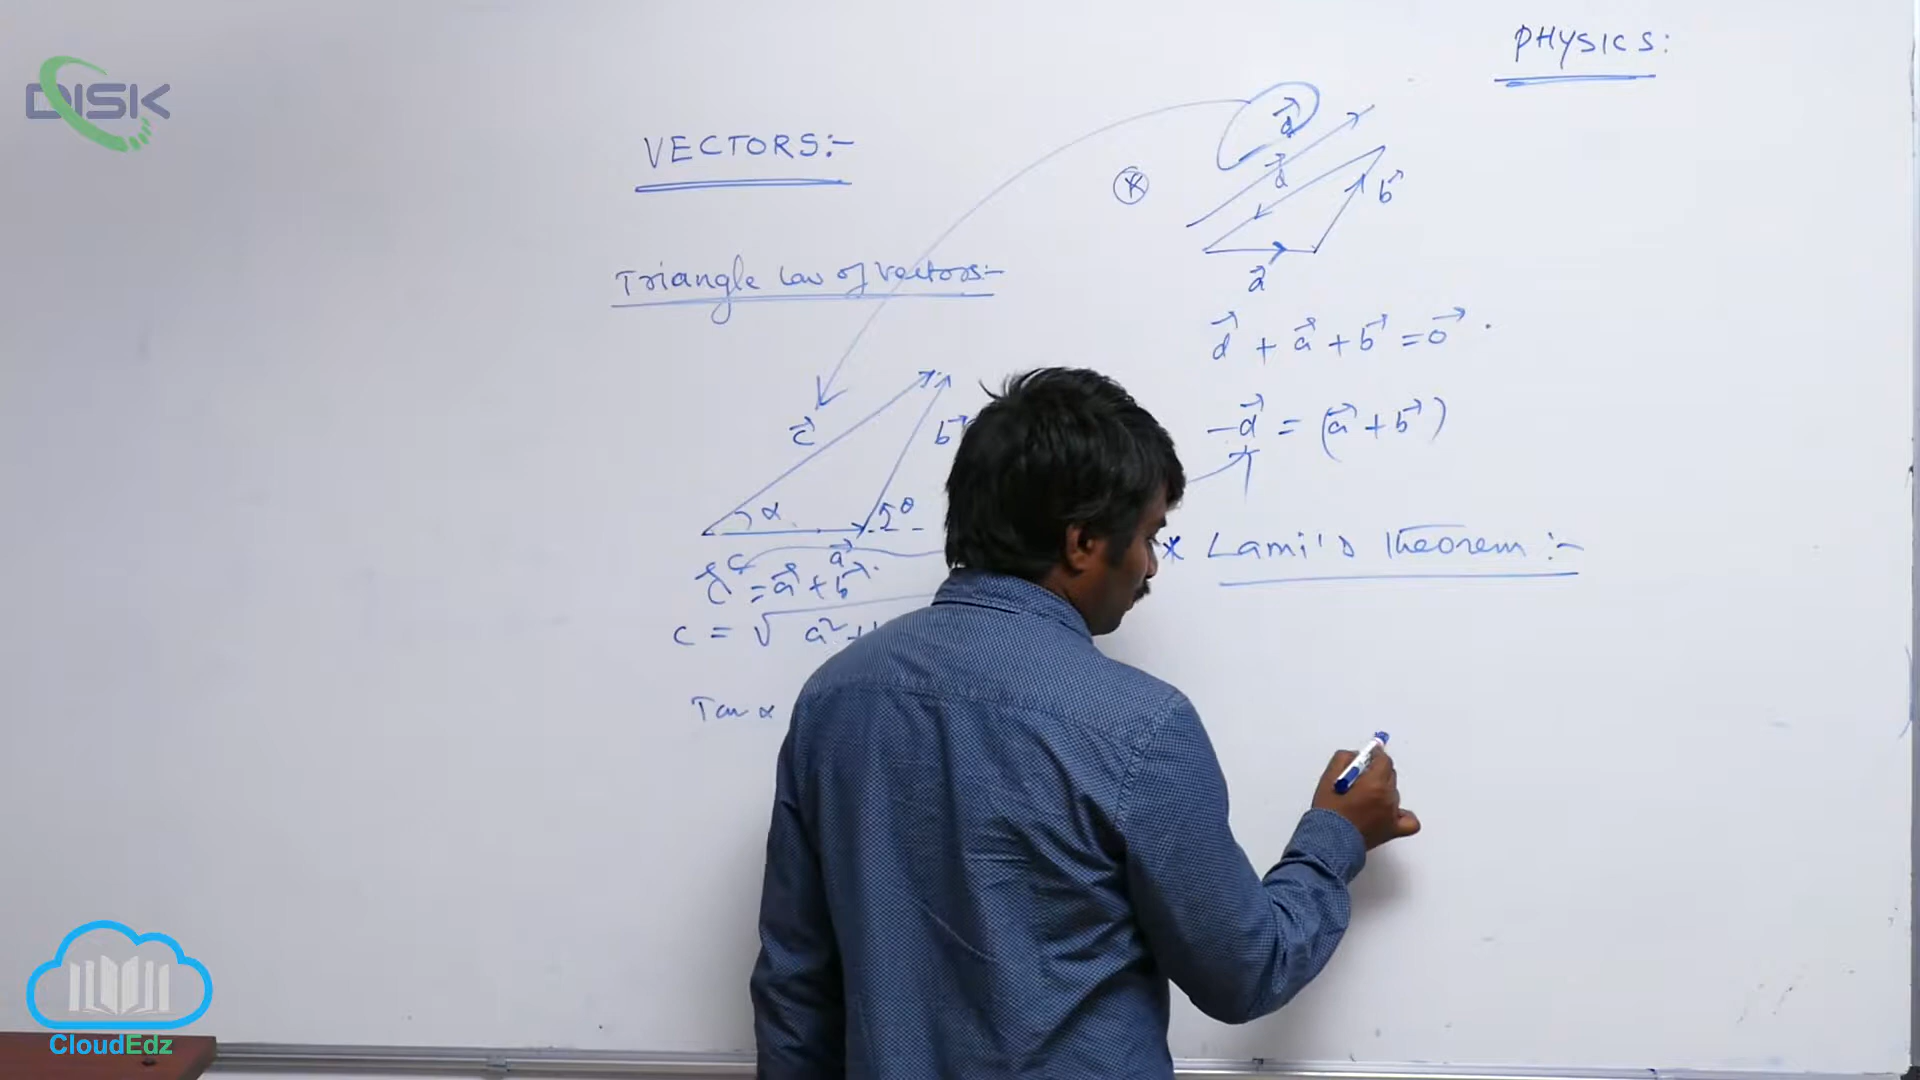 DISK
PHYSICS:
VECTORS:-
Triangle Law of Vectors:-
c⃗
b⃗
α
θ
a⃗
c⃗ = a⃗ + b⃗
c = √ a² +
Tan α
*
d⃗
d⃗
b⃗
a⃗
d⃗ + a⃗ + b⃗ = 0⃗
-d⃗ = (a⃗ + b⃗)
* Lami's theorem:-
CloudEdz